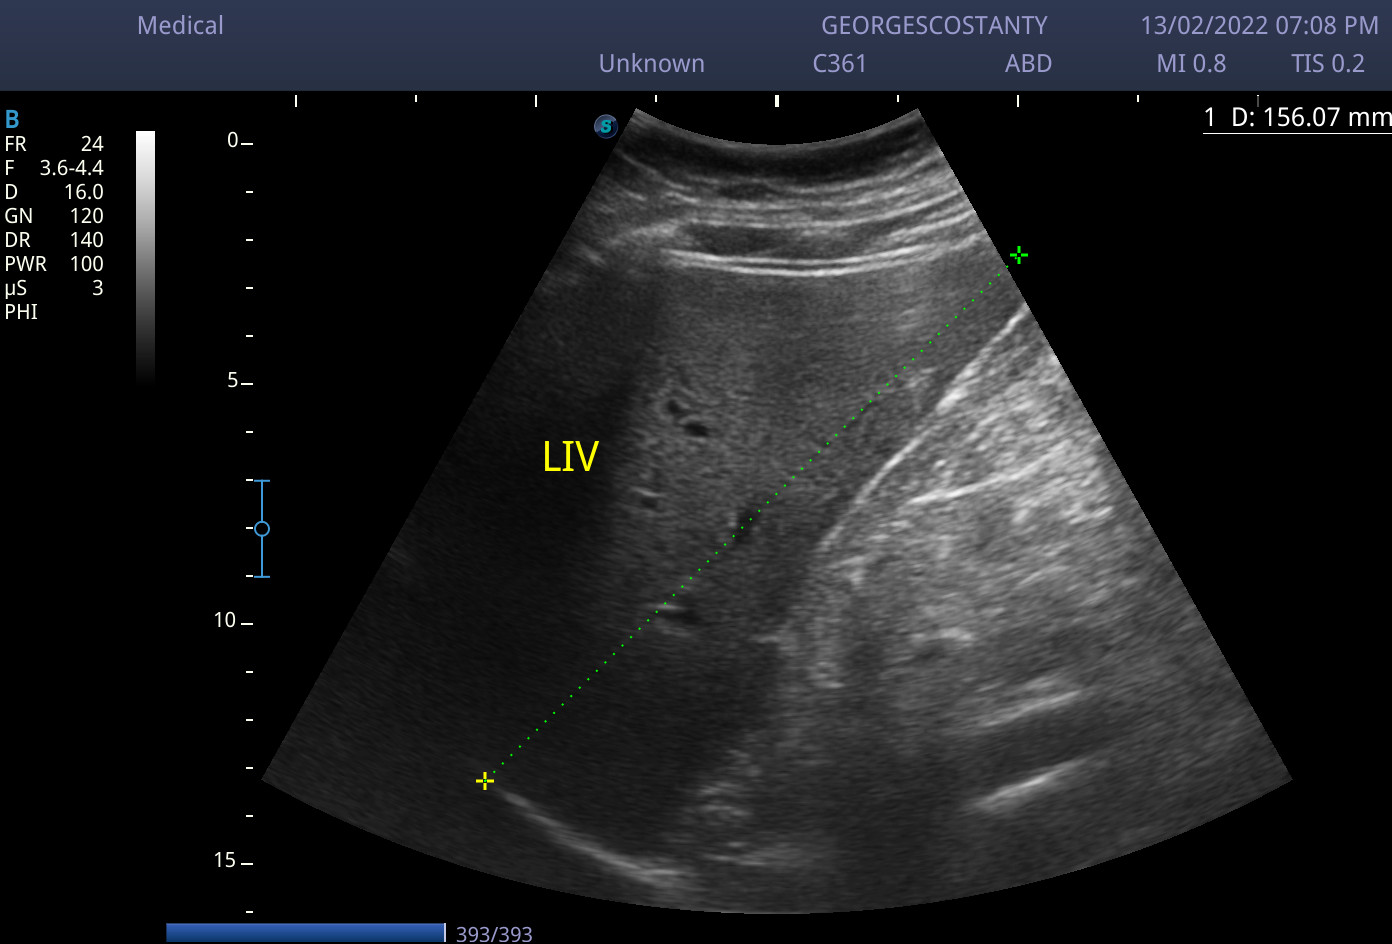 Medical GEORGESCOSTANTY 13/02/2022 07:08 PM
Unknown C361 ABD MI 0.8 TIS 0.2
1 D: 156.07 mm
B
FR 24
F 3.6-4.4
D 16.0
GN 120
DR 140
PWR 100
µS 3
PHI
S
0
5
LIV
10
15
393/393